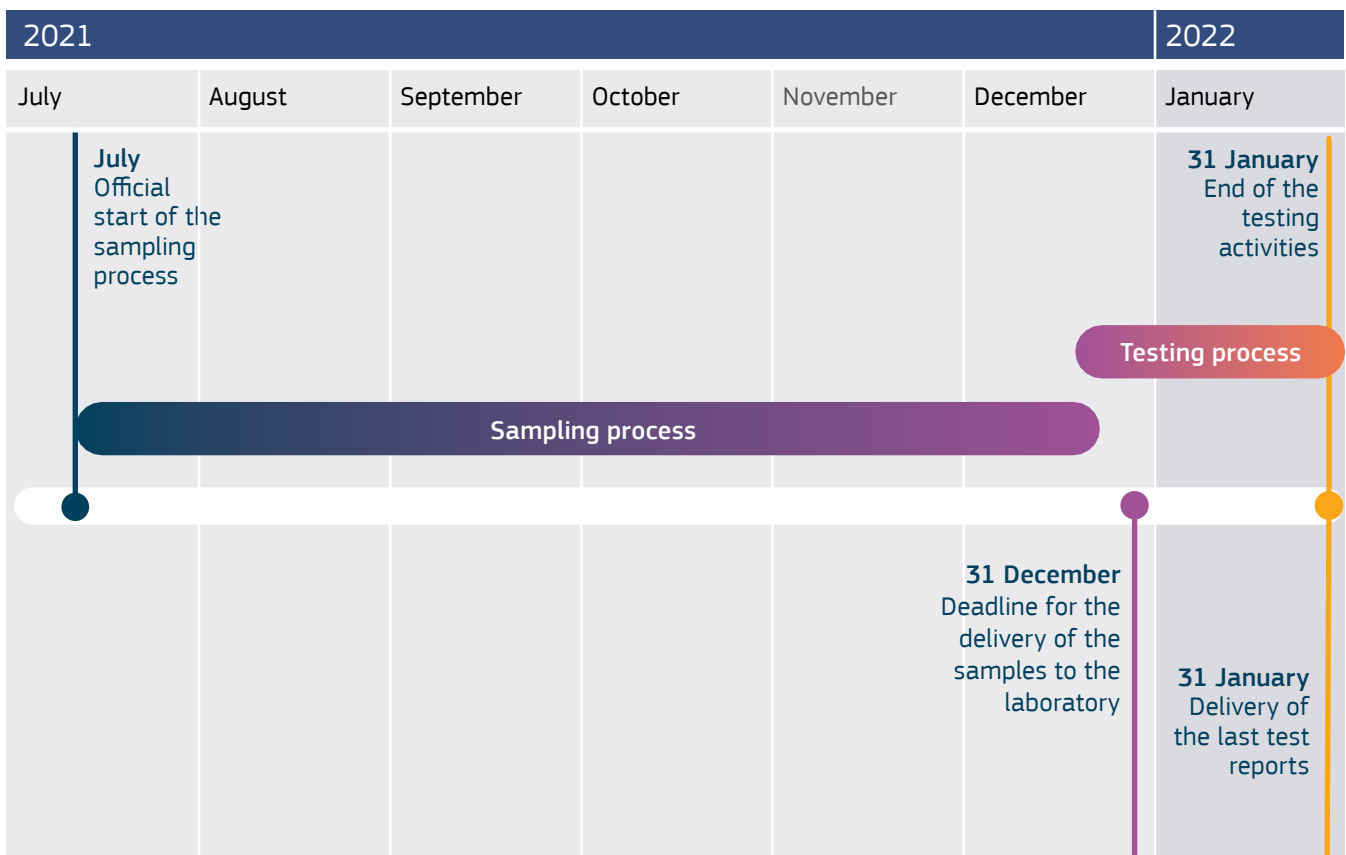 2021
2022
July
August
September
October
November
December
January
July
Official
start of the
sampling
process
31 January
End of the
testing
activities
Testing process
Sampling process
31 December
Deadline for the
delivery of the
samples to the
laboratory
31 January
Delivery of
the last test
reports